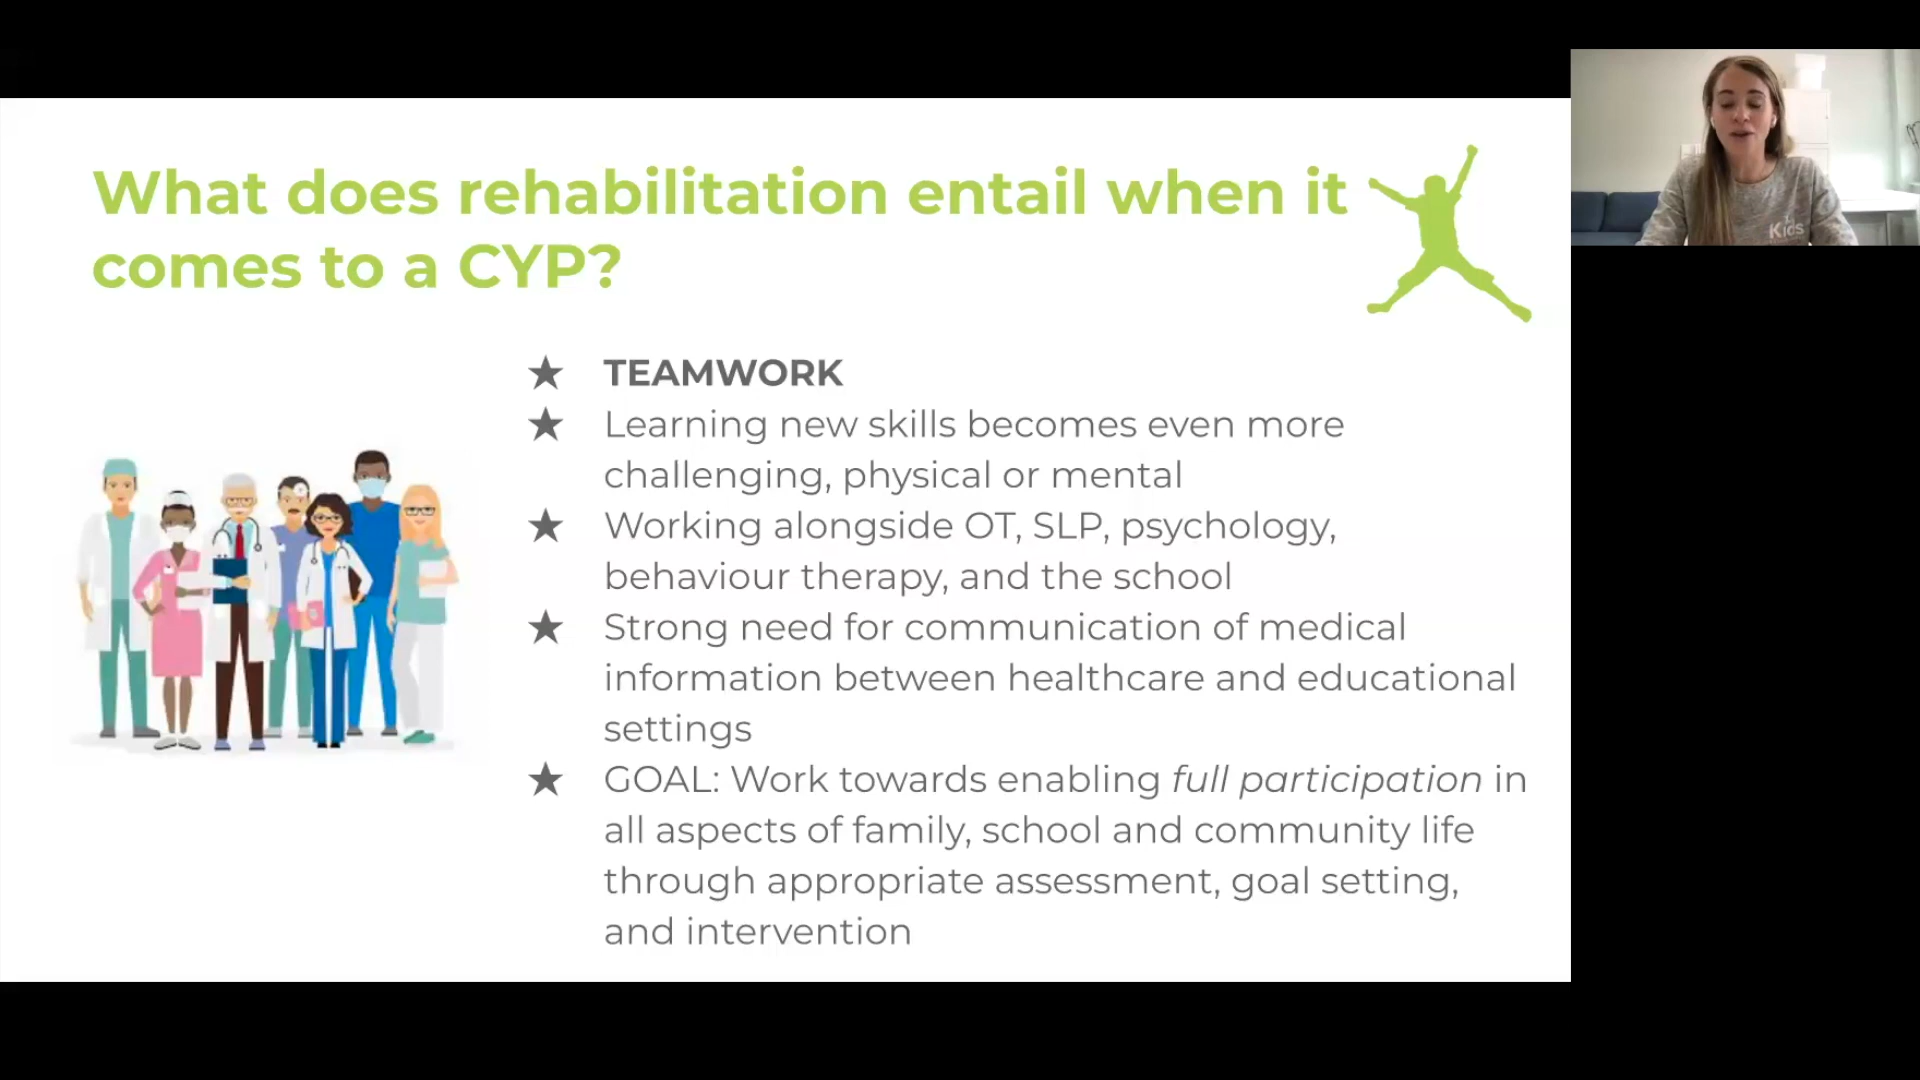 What does rehabilitation entail when it
comes to a CYP?
★ TEAMWORK
★ Learning new skills becomes even more
challenging, physical or mental
★ Working alongside OT, SLP, psychology,
behaviour therapy, and the school
★ Strong need for communication of medical
information between healthcare and educational
settings
★ GOAL: Work towards enabling full participation in
all aspects of family, school and community life
through appropriate assessment, goal setting,
and intervention
Kids